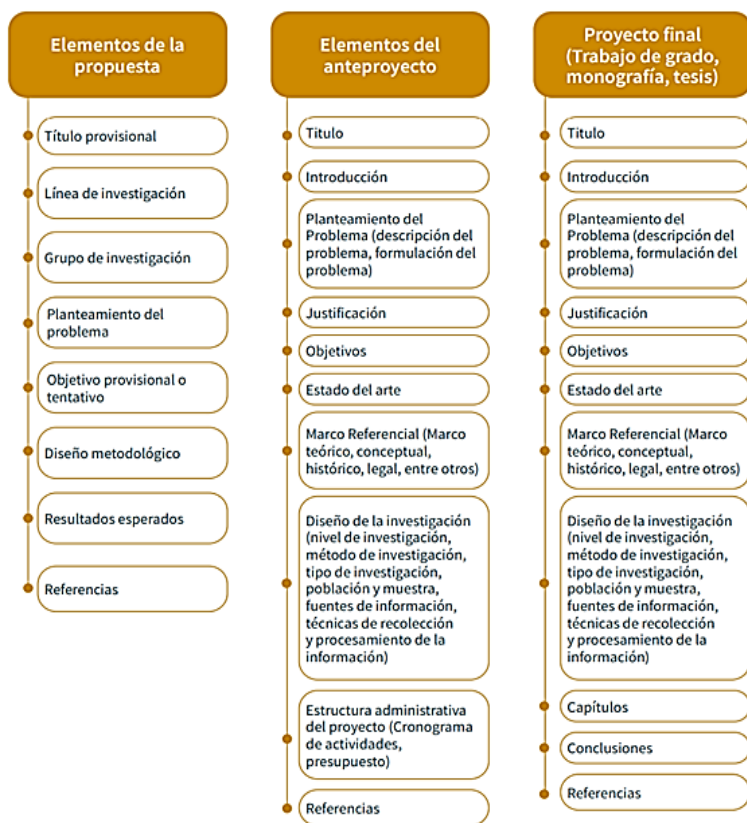 Elementos de la
propuesta
Título provisional
Línea de investigación
Grupo de investigación
Planteamiento del
problema
Objetivo provisional o
tentativo
Diseño metodológico
Resultados esperados
Referencias
Elementos del
anteproyecto
Titulo
Introducción
Planteamiento del
Problema (descripción del
problema, formulación del
problema)
Justificación
Objetivos
Estado del arte
Marco Referencial (Marco
teórico, conceptual,
histórico, legal, entre otros)
Diseño de la investigación
(nivel de investigación,
método de investigación,
tipo de investigación,
población y muestra,
fuentes de información,
técnicas de recolección
y procesamiento de la
información)
Estructura administrativa
del proyecto (Cronograma
de actividades,
presupuesto)
Referencias
Proyecto final
(Trabajo de grado,
monografía, tesis)
Titulo
Introducción
Planteamiento del
Problema (descripción del
problema, formulación del
problema)
Justificación
Objetivos
Estado del arte
Marco Referencial (Marco
teórico, conceptual,
histórico, legal, entre otros)
Diseño de la investigación
(nivel de investigación,
método de investigación,
tipo de investigación,
población y muestra,
fuentes de información,
técnicas de recolección
y procesamiento de la
información)
Capítulos
Conclusiones
Referencias